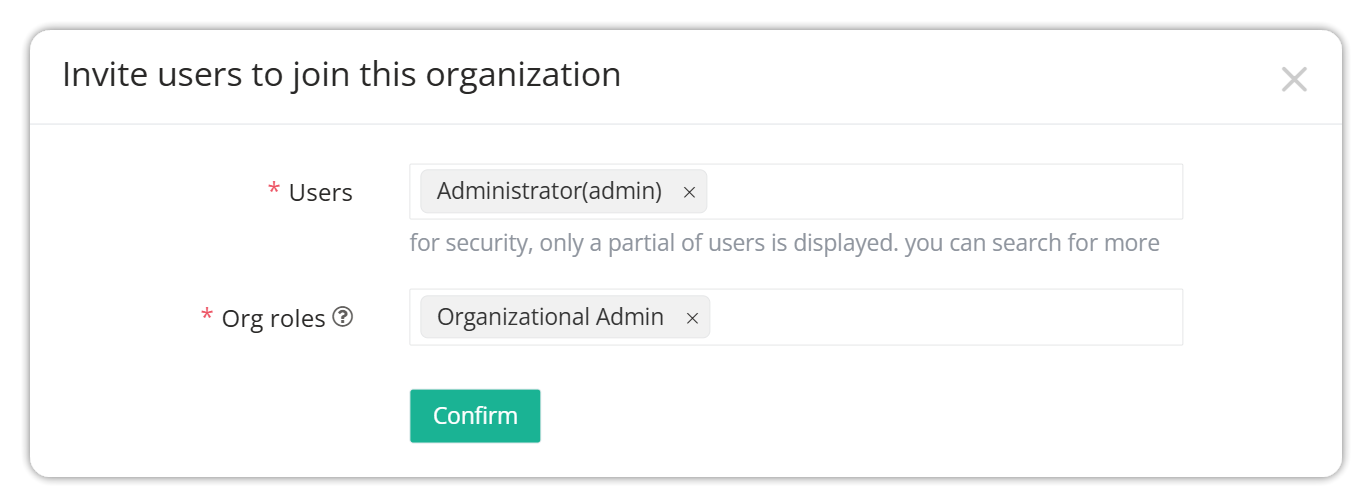 Invite users to join this organization
* Users Administrator(admin) ×
for security, only a partial of users is displayed. you can search for more
* Org roles ? Organizational Admin ×
Confirm